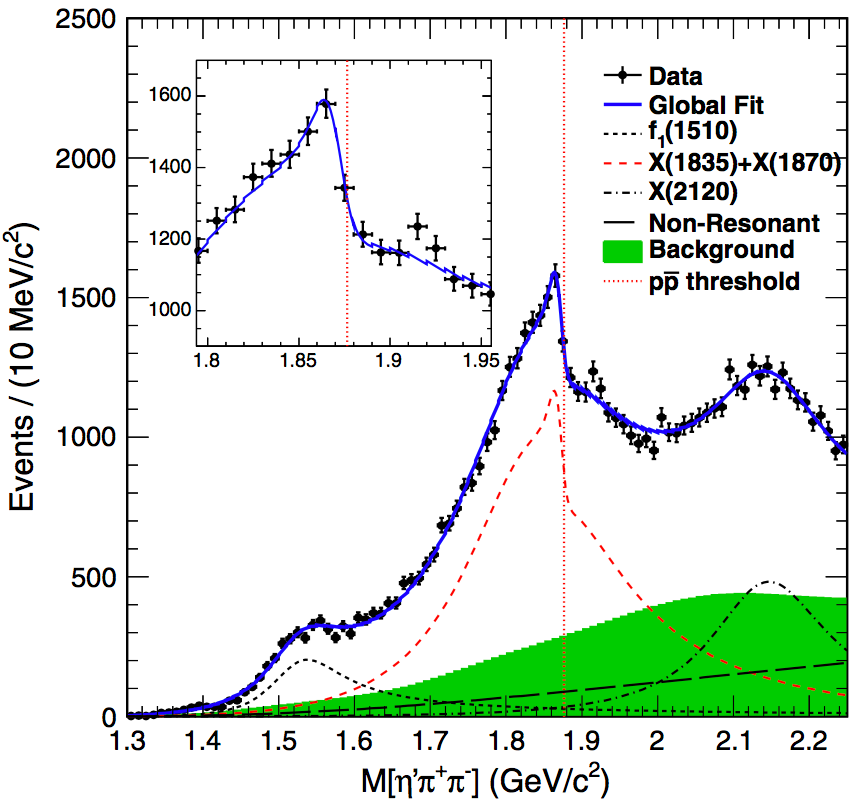 2500
2000
1500
1000
500
0
Events / (10 MeV/c²)
1600
1400
1200
1000
1.8
1.85
1.9
1.95
Data
Global Fit
f₁(1510)
X(1835)+X(1870)
X(2120)
Non-Resonant
Background
pp̅ threshold
1.3
1.4
1.5
1.6
1.7
1.8
1.9
2
2.1
2.2
M[η'π⁺π⁻] (GeV/c²)